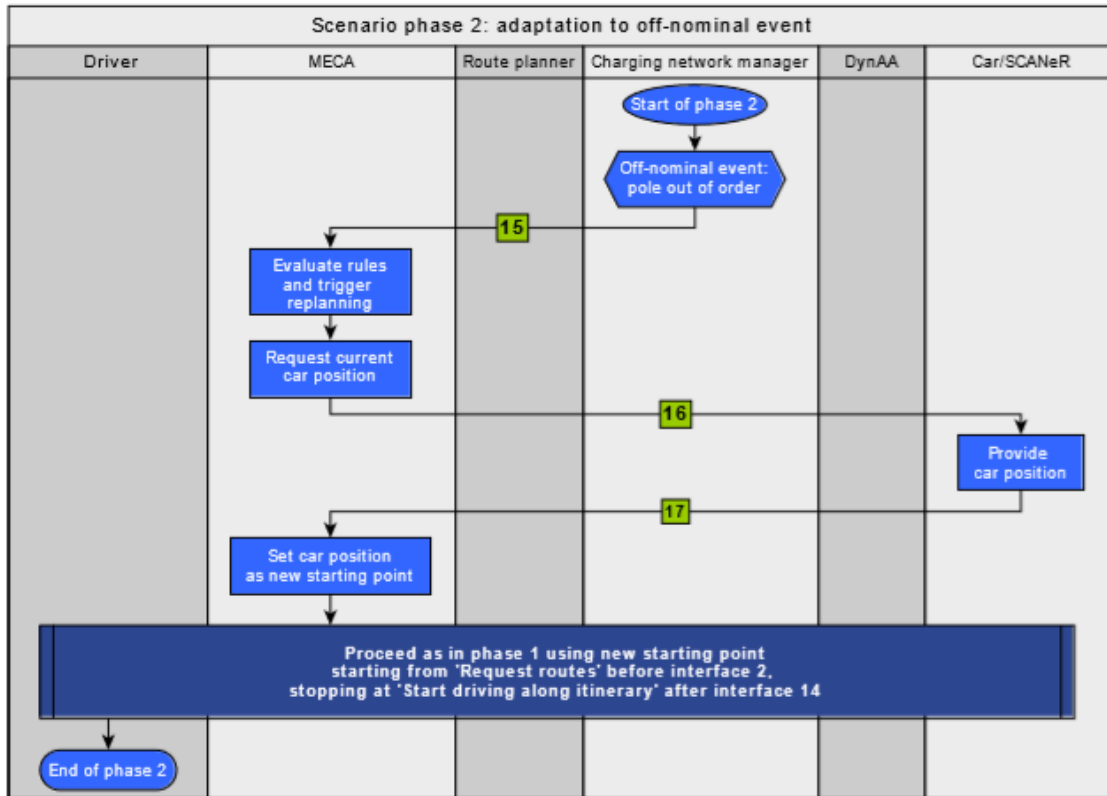 Scenario phase 2: adaptation to off-nominal event
Driver
MECA
Route planner
Charging network manager
DynAA
Car/SCANeR
Start of phase 2
Off-nominal event:
pole out of order
15
Evaluate rules
and trigger
replanning
Request current
car position
16
Provide
car position
17
Set car position
as new starting point
Proceed as in phase 1 using new starting point
starting from 'Request routes' before interface 2,
stopping at 'Start driving along itinerary' after interface 14
End of phase 2